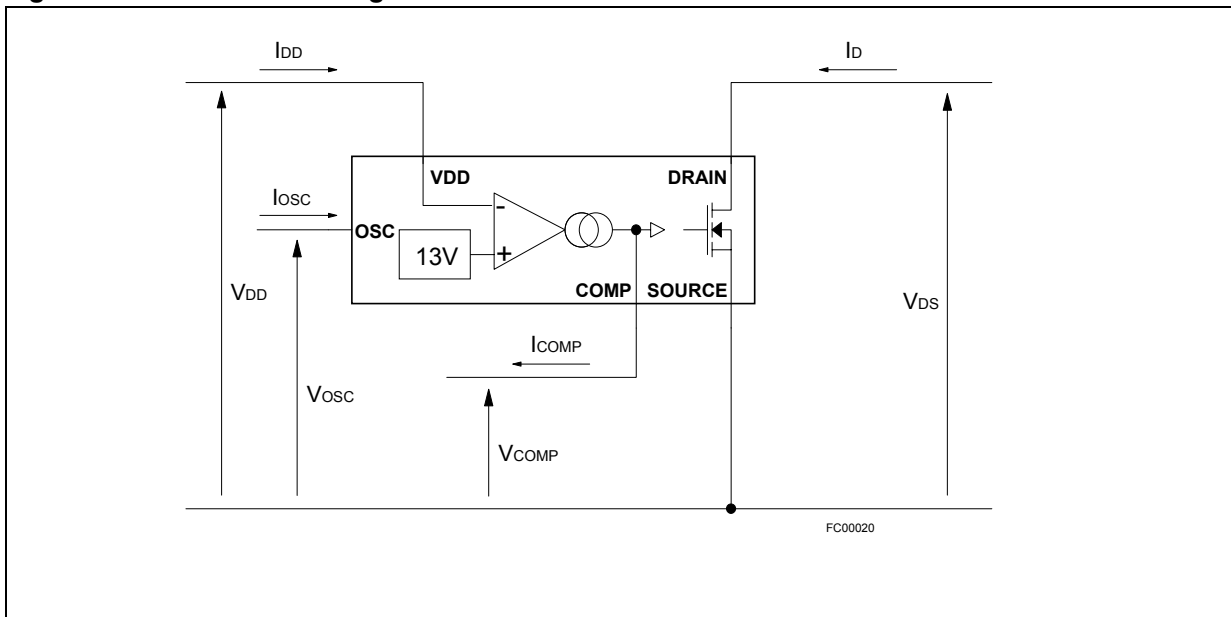 IDD
ID
VDD
DRAIN
IOSC
OSC
-
13V
+
COMP
SOURCE
VDD
VDS
ICOMP
VOSC
VCOMP
FC00020